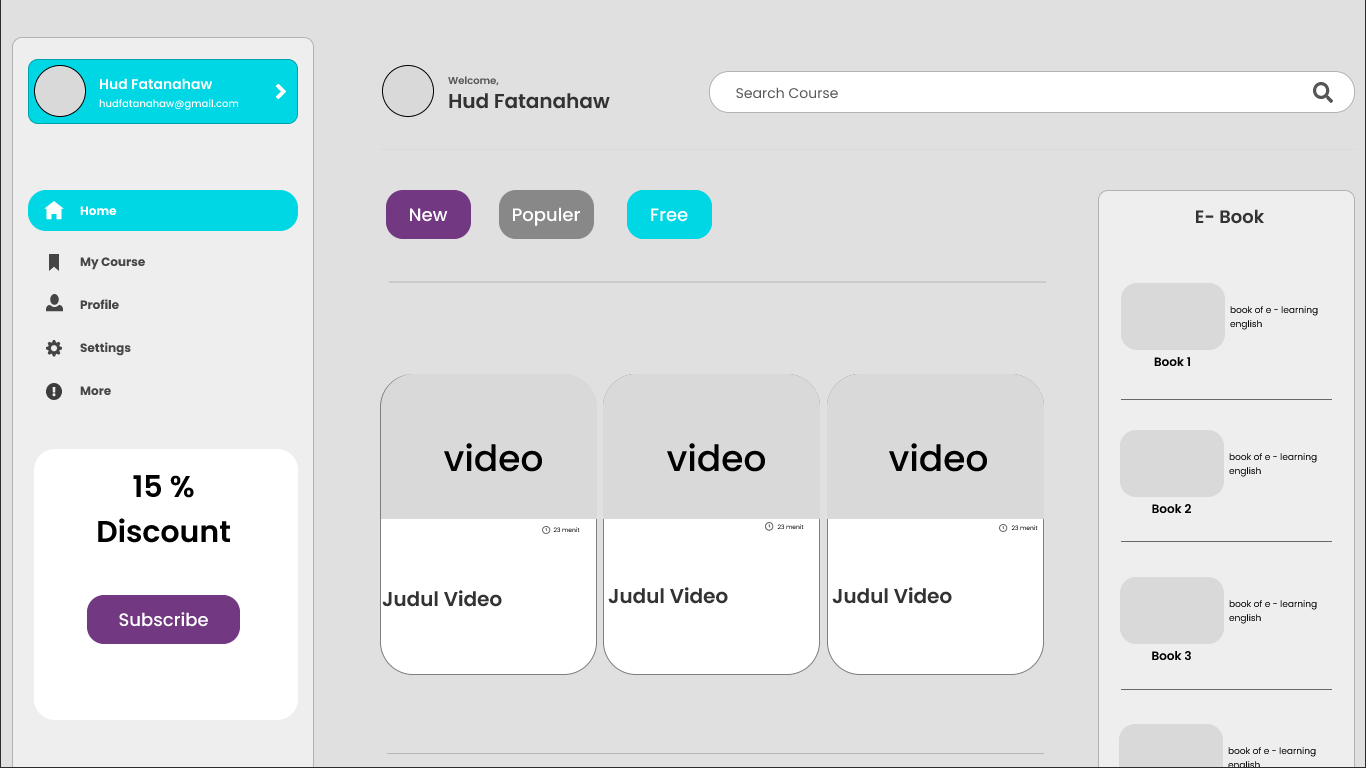 Hud Fatanahaw
hudfatanahaw@gmail.com
Home
My Course
Profile
Settings
More
15 %
Discount
Subscribe
Welcome,
Hud Fatanahaw
Search Course
New
Populer
Free
video
23 menit
Judul Video
video
23 menit
Judul Video
video
23 menit
Judul Video
E- Book
book of e - learning
english
Book 1
book of e - learning
english
Book 2
book of e - learning
english
Book 3
book of e - learning
english